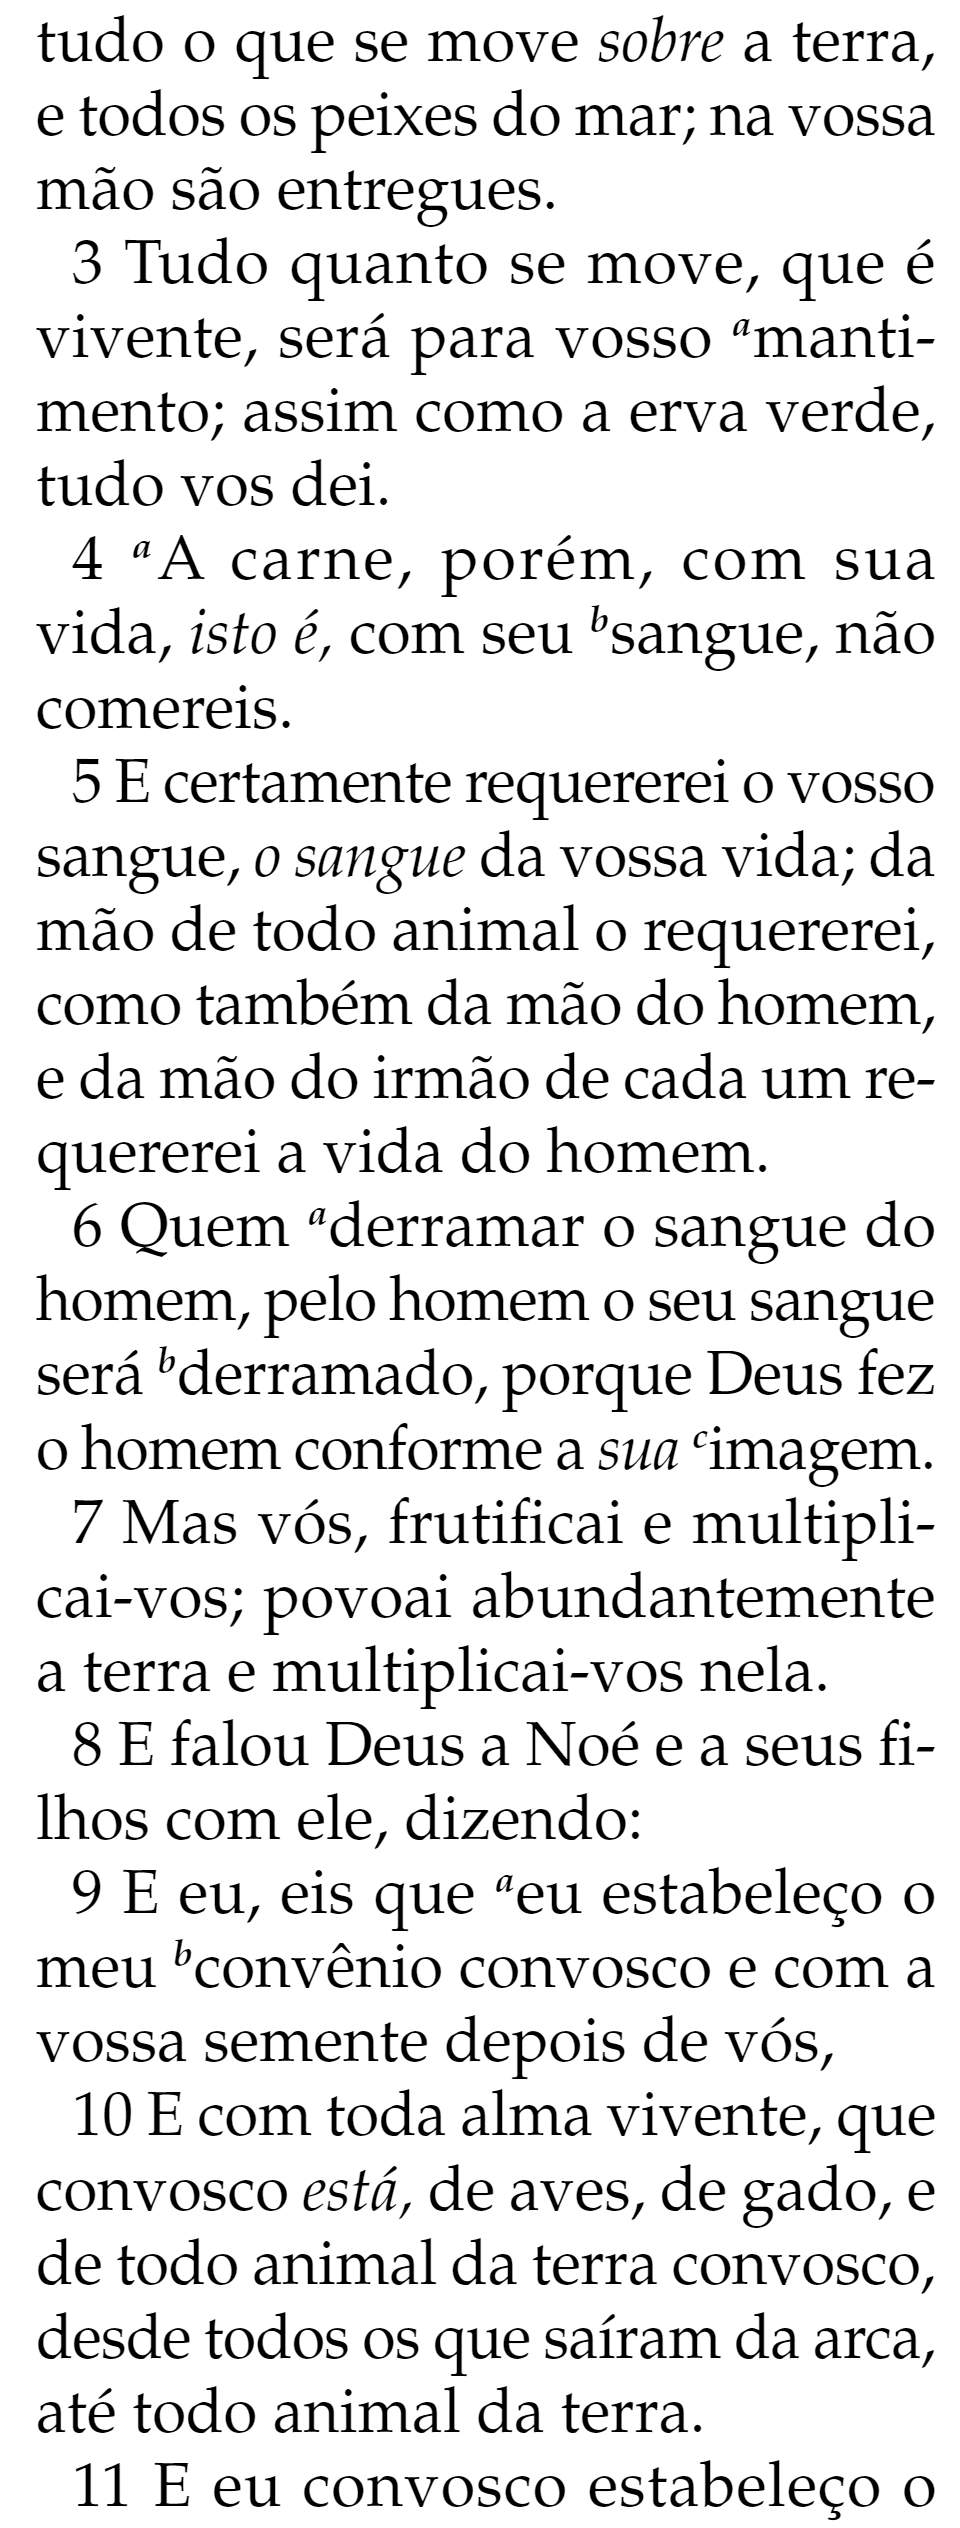 tudo o que se move sobre a terra,
e todos os peixes do mar; na vossa
mão são entregues.
3 Tudo quanto se move, que é
vivente, será para vosso ᵃmanti-
mento; assim como a erva verde,
tudo vos dei.
4 ᵃA carne, porém, com sua
vida, isto é, com seu ᵇsangue, não
comereis.
5 E certamente requererei o vosso
sangue, o sangue da vossa vida; da
mão de todo animal o requererei,
como também da mão do homem,
e da mão do irmão de cada um re-
quererei a vida do homem.
6 Quem ᵃderramar o sangue do
homem, pelo homem o seu sangue
será ᵇderramado, porque Deus fez
o homem conforme a sua ᶜimagem.
7 Mas vós, frutificai e multipli-
cai-vos; povoai abundantemente
a terra e multiplicai-vos nela.
8 E falou Deus a Noé e a seus fi-
lhos com ele, dizendo:
9 E eu, eis que ᵃeu estabeleço o
meu ᵇconvênio convosco e com a
vossa semente depois de vós,
10 E com toda alma vivente, que
convosco está, de aves, de gado, e
de todo animal da terra convosco,
desde todos os que saíram da arca,
até todo animal da terra.
11 E eu convosco estabeleço o